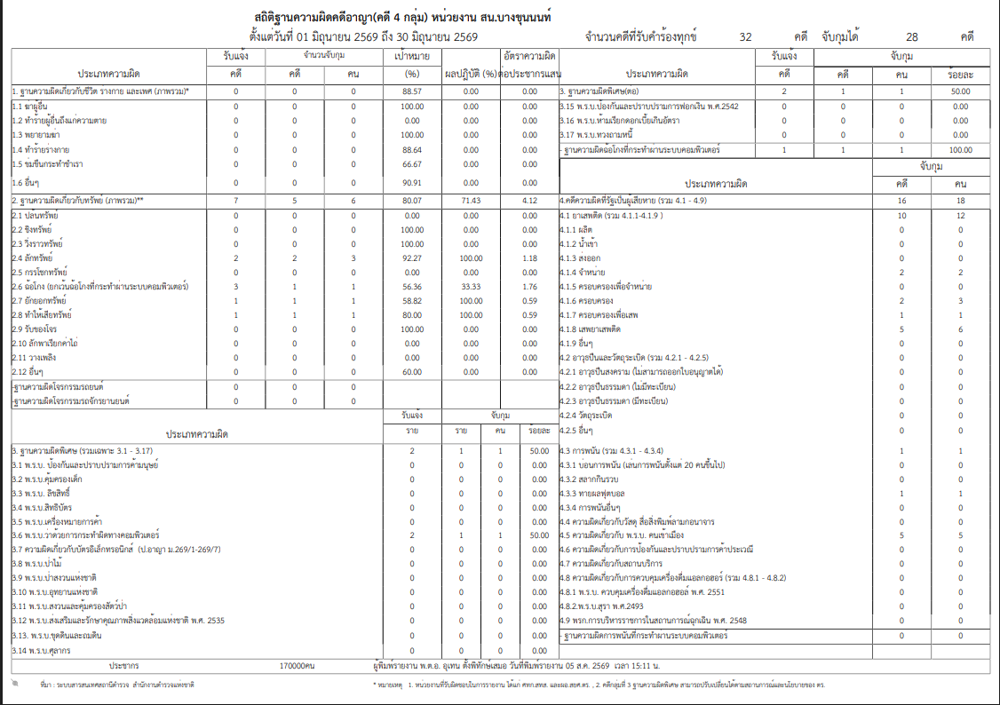 สถิติฐานความผิดคดีอาญา(คดี 4 กลุ่ม) หน่วยงาน สน.บางขุนนนท์
ตั้งแต่วันที่ 01 มิถุนายน 2569 ถึง 30 มิถุนายน 2569 จำนวนคดีที่รับคำร้องทุกข์ 32 คดี จับกุมได้ 28 คดี
ประเภทความผิด รับแจ้ง จำนวนจับกุม เป้าหมาย ผลปฏิบัติ (%) อัตราความผิด
คดี คดี คน (%) ต่อประชากรแสน
1. ฐานความผิดเกี่ยวกับชีวิต ร่างกาย และเพศ (ภาพรวม)* 0 0 0 88.57 0.00 0.00
1.1 ฆ่าผู้อื่น 0 0 0 100.00 0.00 0.00
1.2 ทำร้ายผู้อื่นถึงแก่ความตาย 0 0 0 0.00 0.00 0.00
1.3 พยายามฆ่า 0 0 0 100.00 0.00 0.00
1.4 ทำร้ายร่างกาย 0 0 0 88.64 0.00 0.00
1.5 ข่มขืนกระทำชำเรา 0 0 0 66.67 0.00 0.00
1.6 อื่นๆ 0 0 0 90.91 0.00 0.00
2. ฐานความผิดเกี่ยวกับทรัพย์ (ภาพรวม)** 7 5 6 80.07 71.43 4.12
2.1 ปล้นทรัพย์ 0 0 0 0.00 0.00 0.00
2.2 ชิงทรัพย์ 0 0 0 100.00 0.00 0.00
2.3 วิ่งราวทรัพย์ 0 0 0 100.00 0.00 0.00
2.4 ลักทรัพย์ 2 2 3 92.27 100.00 1.18
2.5 กรรโชกทรัพย์ 0 0 0 0.00 0.00 0.00
2.6 ฉ้อโกง (ยกเว้นฉ้อโกงที่กระทำผ่านระบบคอมพิวเตอร์) 3 1 1 56.36 33.33 1.76
2.7 ยักยอกทรัพย์ 1 1 1 58.82 100.00 0.59
2.8 ทำให้เสียทรัพย์ 1 1 1 80.00 100.00 0.59
2.9 รับของโจร 0 0 0 100.00 0.00 0.00
2.10 ลักพาเรียกค่าไถ่ 0 0 0 0.00 0.00 0.00
2.11 วางเพลิง 0 0 0 0.00 0.00 0.00
2.12 อื่นๆ 0 0 0 60.00 0.00 0.00
-ฐานความผิดโจรกรรมรถยนต์ 0 0 0
-ฐานความผิดโจรกรรมรถจักรยานยนต์ 0 0 0
ประเภทความผิด รับแจ้ง จับกุม
ราย ราย คน ร้อยละ
3. ฐานความผิดพิเศษ (รวมเฉพาะ 3.1 - 3.17) 2 1 1 50.00
3.1 พ.ร.บ. ป้องกันและปราบปรามการค้ามนุษย์ 0 0 0 0.00
3.2 พ.ร.บ.คุ้มครองเด็ก 0 0 0 0.00
3.3 พ.ร.บ. ลิขสิทธิ์ 0 0 0 0.00
3.4 พ.ร.บ.สิทธิบัตร 0 0 0 0.00
3.5 พ.ร.บ.เครื่องหมายการค้า 0 0 0 0.00
3.6 พ.ร.บ.ว่าด้วยการกระทำผิดทางคอมพิวเตอร์ 2 1 1 50.00
3.7 ความผิดเกี่ยวกับบัตรอิเล็กทรอนิกส์ (ป.อาญา ม.269/1-269/7) 0 0 0 0.00
3.8 พ.ร.บ.ป่าไม้ 0 0 0 0.00
3.9 พ.ร.บ.ป่าสงวนแห่งชาติ 0 0 0 0.00
3.10 พ.ร.บ.อุทยานแห่งชาติ 0 0 0 0.00
3.11 พ.ร.บ.สงวนและคุ้มครองสัตว์ป่า 0 0 0 0.00
3.12 พ.ร.บ.ส่งเสริมและรักษาคุณภาพสิ่งแวดล้อมแห่งชาติ พ.ศ. 2535 0 0 0 0.00
3.13. พ.ร.บ.ขุดดินและถมดิน 0 0 0 0.00
3.14 พ.ร.บ.ศุลากร 0 0 0 0.00
ประเภทความผิด รับแจ้ง จับกุม
คดี คดี คน ร้อยละ
3. ฐานความผิดพิเศษ(ต่อ) 2 1 1 50.00
3.15 พ.ร.บ.ป้องกันและปราบปรามการฟอกเงิน พ.ศ.2542 0 0 0 0.00
3.16 พ.ร.บ.ห้ามเรียกดอกเบี้ยเกินอัตรา 0 0 0 0.00
3.17 พ.ร.บ.ทวงถามหนี้ 0 0 0 0.00
- ฐานความผิดฉ้อโกงที่กระทำผ่านระบบคอมพิวเตอร์ 1 1 1 100.00
ประเภทความผิด จับกุม
คดี คน
4.คดีความผิดที่รัฐเป็นผู้เสียหาย (รวม 4.1 - 4.9) 16 18
4.1 ยาเสพติด (รวม 4.1.1-4.1.9 ) 10 12
4.1.1 ผลิต 0 0
4.1.2 นำเข้า 0 0
4.1.3 ส่งออก 0 0
4.1.4 จำหน่าย 2 2
4.1.5 ครอบครองเพื่อจำหน่าย 0 0
4.1.6 ครอบครอง 2 3
4.1.7 ครอบครองเพื่อเสพ 1 1
4.1.8 เสพยาเสพติด 5 6
4.1.9 อื่นๆ 0 0
4.2 อาวุธปืนและวัตถุระเบิด (รวม 4.2.1 - 4.2.5) 0 0
4.2.1 อาวุธปืนสงคราม (ไม่สามารถออกใบอนุญาตได้) 0 0
4.2.2 อาวุธปืนธรรมดา (ไม่มีทะเบียน) 0 0
4.2.3 อาวุธปืนธรรมดา (มีทะเบียน) 0 0
4.2.4 วัตถุระเบิด 0 0
4.2.5 อื่นๆ 0 0
4.3 การพนัน (รวม 4.3.1 - 4.3.4) 1 1
4.3.1 บ่อนการพนัน (เล่นการพนันตั้งแต่ 20 คนขึ้นไป) 0 0
4.3.2 สลากกินรวบ 0 0
4.3.3 ทายผลฟุตบอล 1 1
4.3.4 การพนันอื่นๆ 0 0
4.4 ความผิดเกี่ยวกับวัสดุ สื่อสิ่งพิมพ์ลามกอนาจาร 0 0
4.5 ความผิดเกี่ยวกับ พ.ร.บ. คนเข้าเมือง 5 5
4.6 ความผิดเกี่ยวกับการป้องกันและปราบปรามการค้าประเวณี 0 0
4.7 ความผิดเกี่ยวกับสถานบริการ 0 0
4.8 ความผิดเกี่ยวกับการควบคุมเครื่องดื่มแอลกอฮอร์ (รวม 4.8.1 - 4.8.2) 0 0
4.8.1 พ.ร.บ. ควบคุมเครื่องดื่มแอลกอฮอล์ พ.ศ. 2551 0 0
4.8.2.พ.ร.บ.สุรา พ.ศ.2493 0 0
4.9 พรก.การบริหารราชการในสถานการณ์ฉุกเฉิน พ.ศ. 2548 0 0
- ฐานความผิดการพนันที่กระทำผ่านระบบคอมพิวเตอร์ 0 0
ประชากร 170000คน ผู้พิมพ์รายงาน พ.ต.อ. อุเทน ตั้งพิทักษ์เสมอ วันที่พิมพ์รายงาน 05 ส.ค. 2569 เวลา 15:11 น.
ที่มา : ระบบสารสนเทศสถานีตำรวจ สำนักงานตำรวจแห่งชาติ * หมายเหตุ 1. หน่วยงานที่รับผิดชอบในการรายงาน ได้แก่ ศทก.สทส. และผอ.สยศ.ตร. , 2. คดีกลุ่มที่ 3 ฐานความผิดพิเศษ สามารถปรับเปลี่ยนได้ตามสถานการณ์และนโยบายของ ตร.